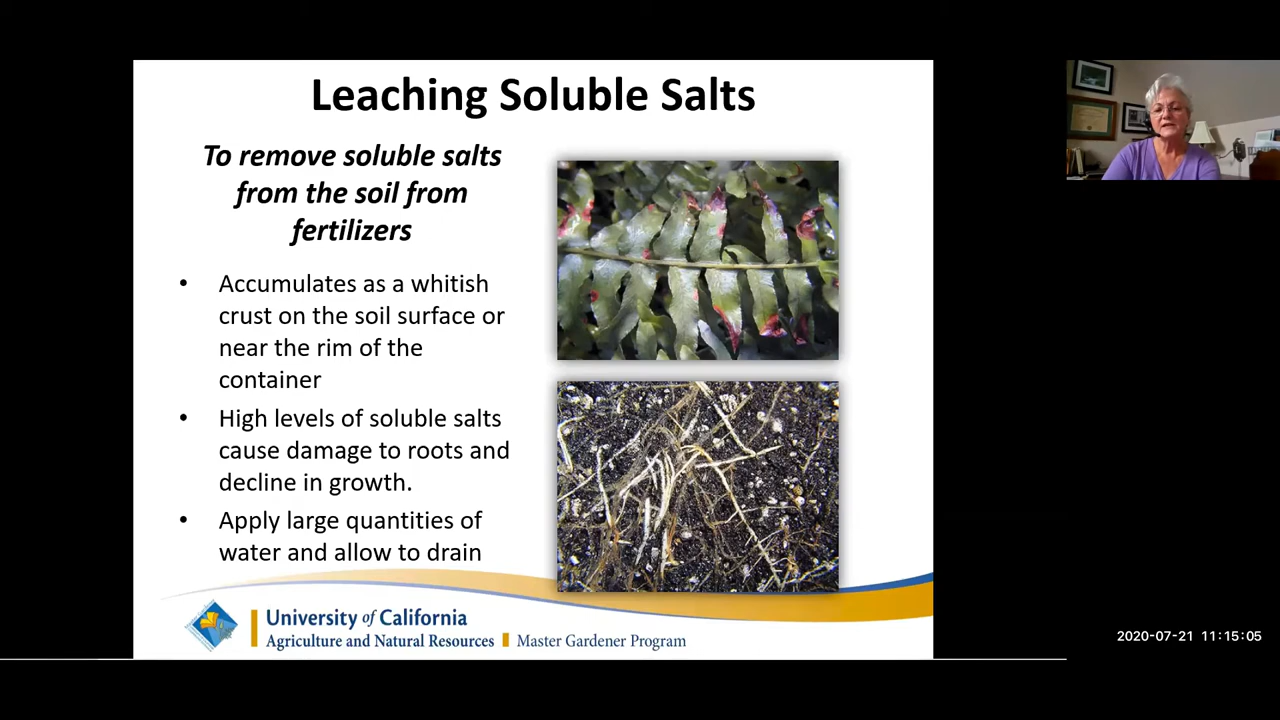 Leaching Soluble Salts
To remove soluble salts
from the soil from
fertilizers
• Accumulates as a whitish
crust on the soil surface or
near the rim of the
container
• High levels of soluble salts
cause damage to roots and
decline in growth.
• Apply large quantities of
water and allow to drain
University of California
Agriculture and Natural Resources | Master Gardener Program
2020-07-21 11:15:05